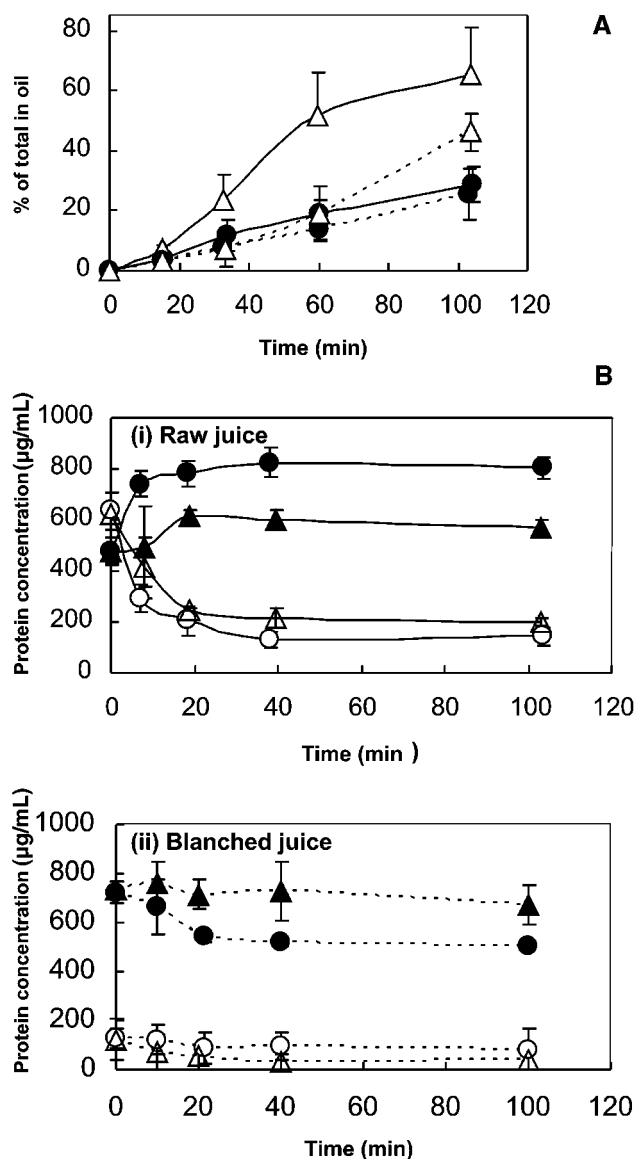 A
80
60
40
20
0
% of total in oil
0 20 40 60 80 100 120
Time (min)
B
(i) Raw juice
1000
800
600
400
200
0
Protein concentration (µg/mL)
0 20 40 60 80 100 120
Time (min )
(ii) Blanched juice
1000
800
600
400
200
0
Protein concentration (µg/mL)
0 20 40 60 80 100 120
Time (min)